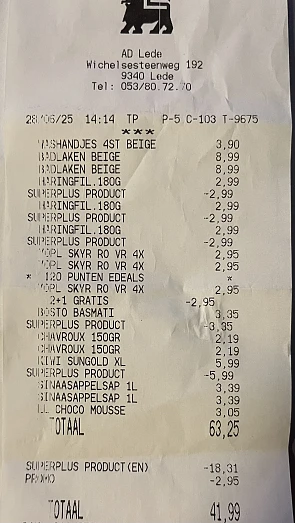 AD Lede
Wichelsesteenweg 192
9340 Lede
Tel: 053/80.72.70
28/06/25 14:14 TP P-5 C-103 T-9675
***
WASHANDJES 4ST BEIGE 3,90
BADLAKEN BEIGE 8,99
BADLAKEN BEIGE 8,99
HARINGFIL.180G 2,99
SUPERPLUS PRODUCT -2,99
HARINGFIL.180G 2,99
SUPERPLUS PRODUCT -2,99
HARINGFIL.180G 2,99
SUPERPLUS PRODUCT -2,99
YOPL SKYR RO VR 4X 2,95
YOPL SKYR RO VR 4X 2,95
* 120 PUNTEN EDEALS *
YOPL SKYR RO VR 4X 2,95
2+1 GRATIS -2,95
BOSTO BASMATI 3,35
SUPERPLUS PRODUCT -3,35
CHAVROUX 150GR 2,19
CHAVROUX 150GR 2,19
KIWI SUNGOLD XL 5,99
SUPERPLUS PRODUCT -5,99
SINAASAPPELSAP 1L 3,39
SINAASAPPELSAP 1L 3,39
CHOCO MOUSSE 3,05
TOTAAL 63,25
SUPERPLUS PRODUCT(EN) -18,31
PROMO -2,95
TOTAAL 41,99